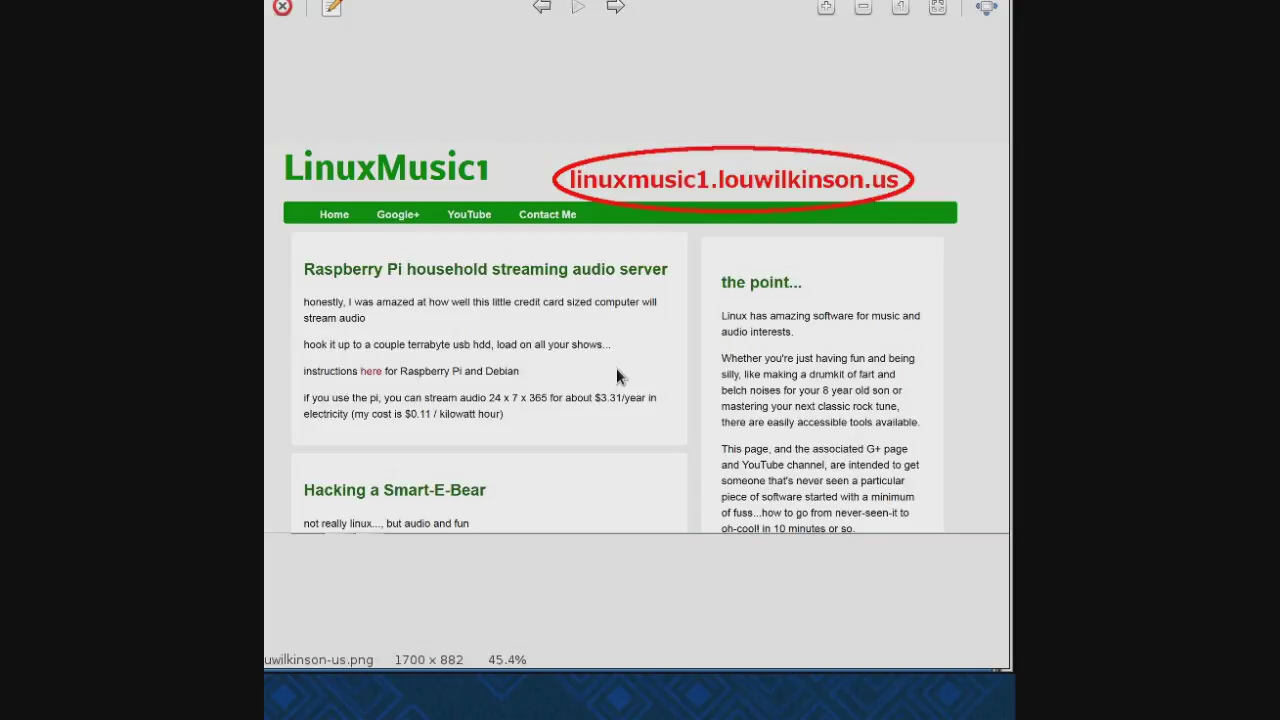 LinuxMusic1
linuxmusic1.louwilkinson.us
Home Google+ YouTube Contact Me
Raspberry Pi household streaming audio server
honestly, I was amazed at how well this little credit card sized computer will
stream audio
hook it up to a couple terrabyte usb hdd, load on all your shows...
instructions here for Raspberry Pi and Debian
if you use the pi, you can stream audio 24 x 7 x 365 for about $3.31/year in
electricity (my cost is $0.11 / kilowatt hour)
Hacking a Smart-E-Bear
not really linux..., but audio and fun
the point...
Linux has amazing software for music and
audio interests.
Whether you're just having fun and being
silly, like making a drumkit of fart and
belch noises for your 8 year old son or
mastering your next classic rock tune,
there are easily accessible tools available.
This page, and the associated G+ page
and YouTube channel, are intended to get
someone that's never seen a particular
piece of software started with a minimum
of fuss...how to go from never-seen-it to
oh-cool! in 10 minutes or so.
uwilkinson-us.png 1700 x 882 45.4%